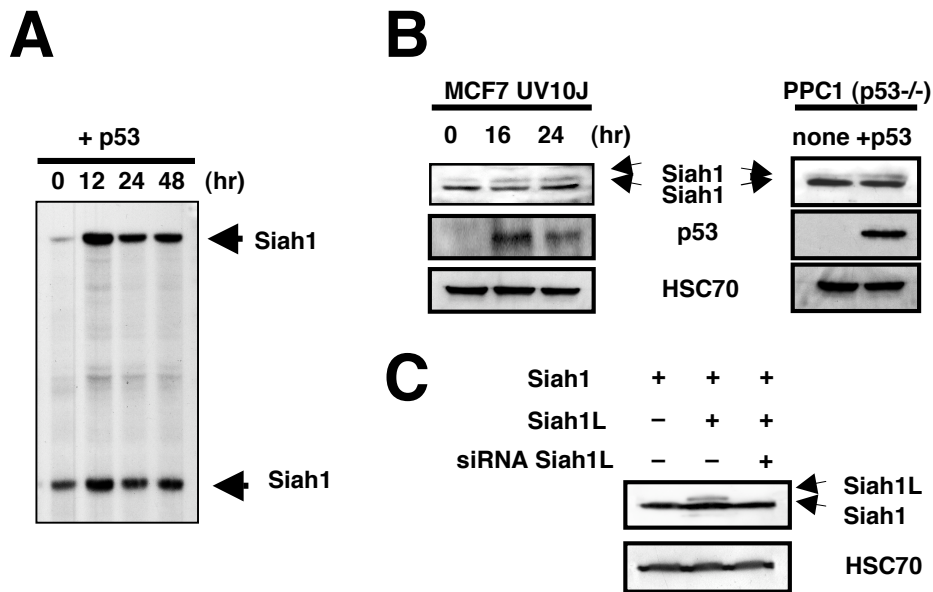 A
+ p53
0 12 24 48 (hr)
Siah1
Siah1
B
MCF7 UV10J
0 16 24 (hr)
PPC1 (p53-/-)
none +p53
Siah1
Siah1
p53
HSC70
C
Siah1 + + +
Siah1L – + +
siRNA Siah1L – – +
Siah1L
Siah1
HSC70